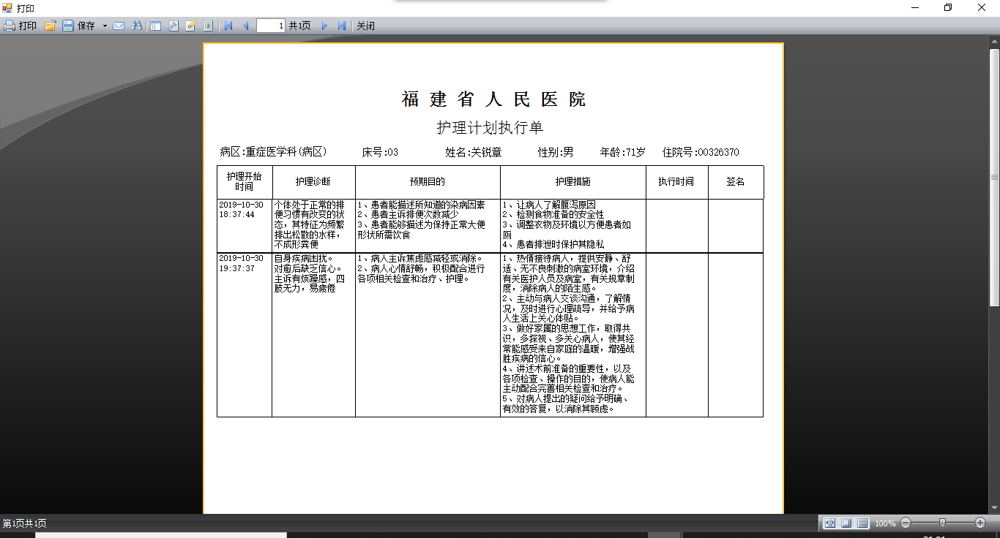 打印
打印 保存 1 共1页 关闭
福建省人民医院
护理计划执行单
病区:重症医学科(病区) 床号:03 姓名:关锐章 性别:男 年龄:71岁 住院号:00326370
护理开始
时间
护理诊断
预期目的
护理措施
执行时间
签名
2019-10-30
18:37:44
个体处于正常的排
便习惯有改变的状
态，其特征为频繁
排出松散的水样，
不成形粪便
1、患者能描述所知道的染病因素
2、患者主诉排便次数减少
3、患者能够描述为保持正常大便
形状所需饮食
1、让病人了解腹泻原因
2、检测食物准备的安全性
3、调整衣物及环境以方便患者如
厕
4、患者排泄时保护其隐私
2019-10-30
19:37:37
自身疾病困扰。
对愈后缺乏信心。
主诉有烦躁感，四
肢无力，易疲倦
1、病人主诉焦虑感减轻或消除。
2、病人心情舒畅，积极配合进行
各项相关检查和治疗、护理。
1、热情接待病人，提供安静、舒
适、无不良刺激的病室环境，介绍
有关医护人员及病室，有关规章制
度，消除病人的陌生感。
2、主动与病人交谈沟通，了解情
况，及时进行心理疏导，并给予病
人生活上关心体贴。
3、做好家属的思想工作，取得共
识，多探视、多关心病人，使其经
常能感受来自家庭的温暖，增强战
胜疾病的信心。
4、讲述术前准备的重要性，以及
各项检查、操作的目的，使病人能
主动配合完善相关检查和治疗。
5、对病人提出的疑问给予明确、
有效的答复，以消除其顾虑。
第1页共1页
100%